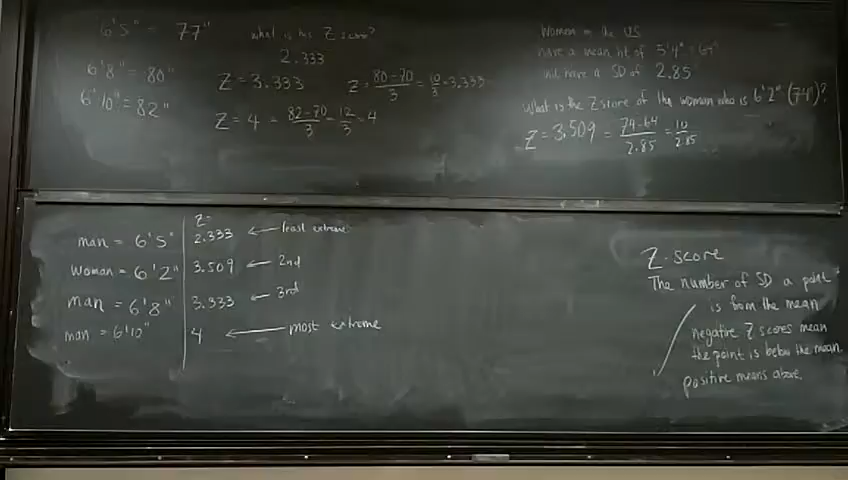 6'5" = 77"
what is his Z score?
2.333
6'8" = 80"
Z = 3.333
Z = 80-70/3 = 10/3 = 3.333
6'10" = 82"
Z = 4 = 82-70/3 = 12/3 = 4
Women in the US
have a mean ht of 5'4" = 64"
and have a SD of 2.85"
What is the Z score of the woman who is 6'2" (74")?
Z = 3.509 = 74-64/2.85 = 10/2.85
Z=
man = 6'5" 2.333 ← least extreme
woman = 6'2" 3.509 ← 2nd
man = 6'8" 3.333 ← 3rd
man = 6'10" 4 ← most extreme
Z-score
The number of SD a point
is from the mean
negative Z scores mean
the point is below the mean.
positive means above.